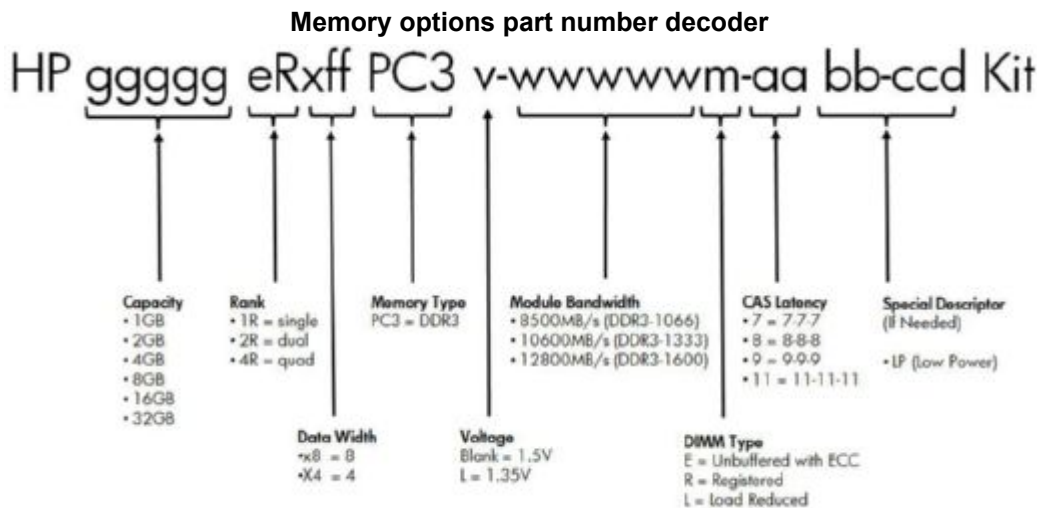 Memory options part number decoder
HP ggggg eRxff PC3 v-wwwwwm-aa bb-ccd Kit
Capacity
• 1GB
• 2GB
• 4GB
• 8GB
• 16GB
• 32GB
Rank
• 1R = single
• 2R = dual
• 4R = quad
Memory Type
PC3 = DDR3
Module Bandwidth
• 8500MB/s (DDR3-1066)
• 10600MB/s (DDR3-1333)
• 12800MB/s (DDR3-1600)
CAS Latency
• 7 = 7-7-7
• 8 = 8-8-8
• 9 = 9-9-9
• 11 = 11-11-11
Special Descriptor
(If Needed)
• LP (Low Power)
Data Width
•x8 = 8
•X4 = 4
Voltage
Blank = 1.5V
L = 1.35V
DIMM Type
E = Unbuffered with ECC
R = Registered
L = Load Reduced